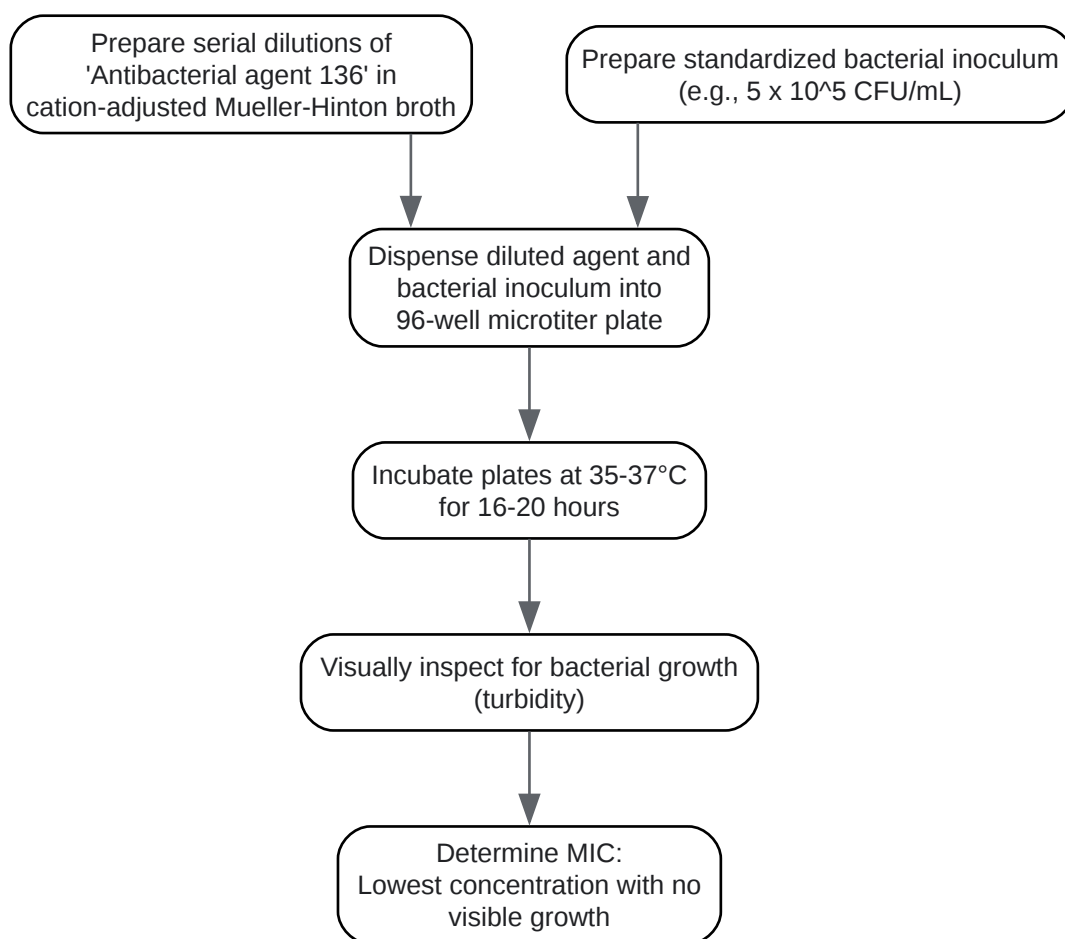 Prepare serial dilutions of
'Antibacterial agent 136' in
cation-adjusted Mueller-Hinton broth
Prepare standardized bacterial inoculum
(e.g., 5 x 10^5 CFU/mL)
Dispense diluted agent and
bacterial inoculum into
96-well microtiter plate
Incubate plates at 35-37°C
for 16-20 hours
Visually inspect for bacterial growth
(turbidity)
Determine MIC:
Lowest concentration with no
visible growth